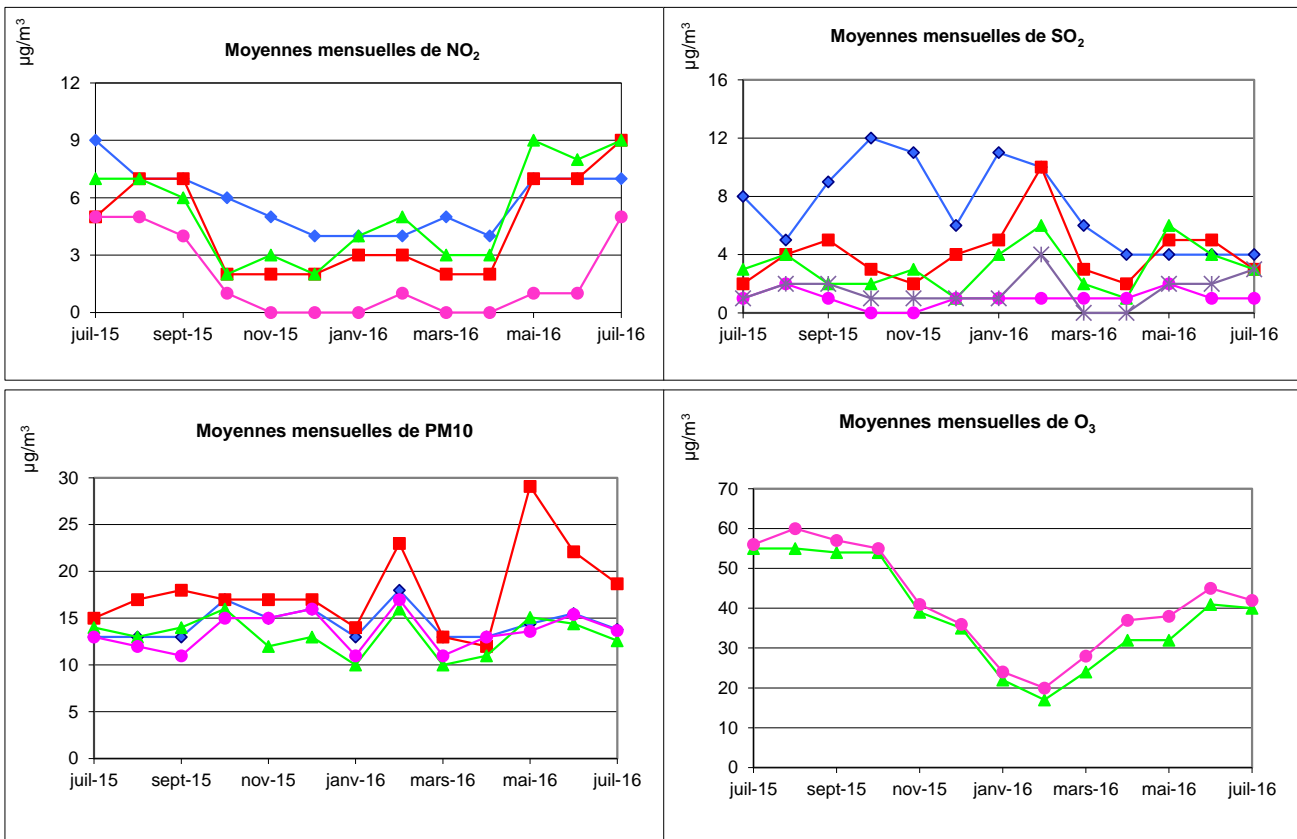 Moyennes mensuelles de NO₂
µg/m³
12
9
6
3
0
juil-15 sept-15 nov-15 janv-16 mars-16 mai-16 juil-16
Moyennes mensuelles de SO₂
µg/m³
16
12
8
4
0
juil-15 sept-15 nov-15 janv-16 mars-16 mai-16 juil-16
Moyennes mensuelles de PM10
µg/m³
30
25
20
15
10
5
0
juil-15 sept-15 nov-15 janv-16 mars-16 mai-16 juil-16
Moyennes mensuelles de O₃
µg/m³
70
60
50
40
30
20
10
0
juil-15 sept-15 nov-15 janv-16 mars-16 mai-16 juil-16